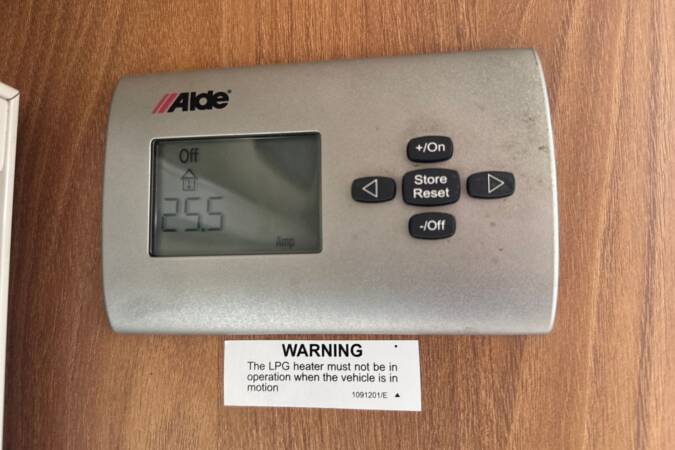 Alde
Off
25.5
Amp
+/On
◁
Store
Reset
▷
-/Off
WARNING
The LPG heater must not be in
operation when the vehicle is in
motion
1091201/E ▲